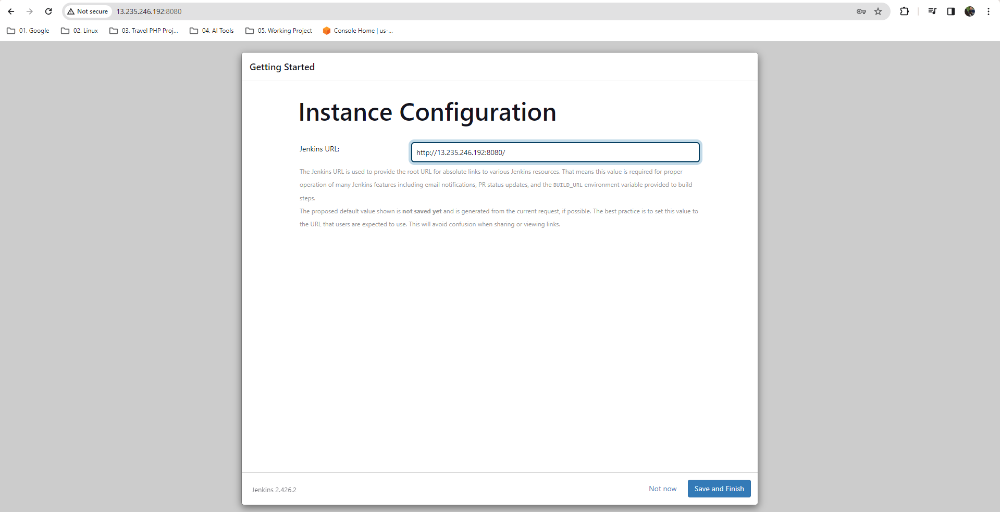 Not secure 13.235.246.192:8080
01. Google 02. Linux 03. Travel PHP Proj... 04. AI Tools 05. Working Project Console Home | us-...
Getting Started
Instance Configuration
Jenkins URL: http://13.235.246.192:8080/
The Jenkins URL is used to provide the root URL for absolute links to various Jenkins resources. That means this value is required for proper
operation of many Jenkins features including email notifications, PR status updates, and the BUILD_URL environment variable provided to build
steps.
The proposed default value shown is not saved yet and is generated from the current request, if possible. The best practice is to set this value to
the URL that users are expected to use. This will avoid confusion when sharing or viewing links.
Jenkins 2.426.2 Not now Save and Finish